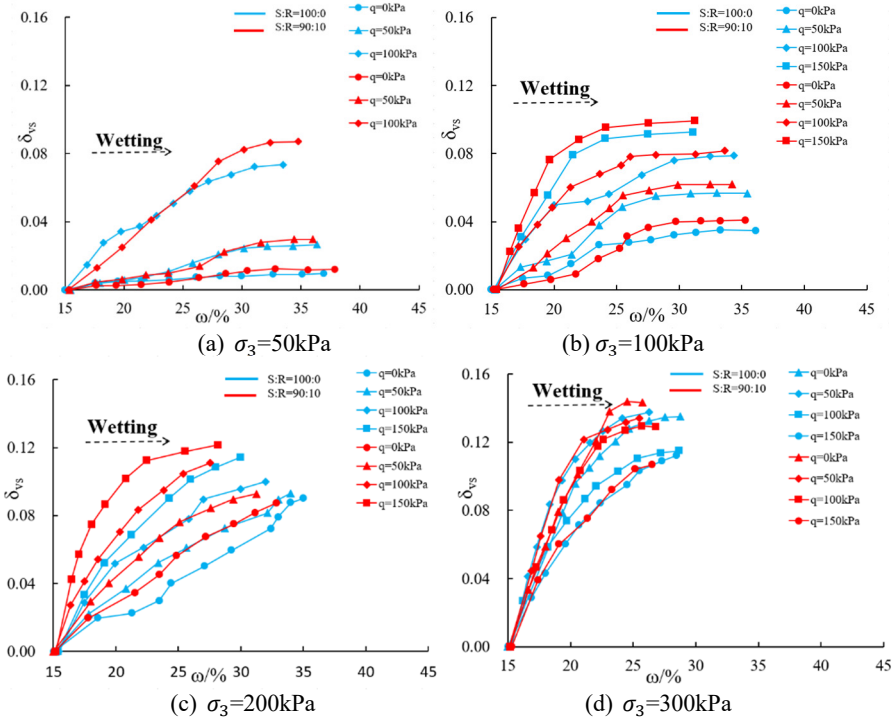 S:R=100:0
S:R=90:10
q=0kPa
q=50kPa
q=100kPa
q=0kPa
q=50kPa
q=100kPa
Wetting
δvs
0.16
0.12
0.08
0.04
0.00
15 20 25 30 35 40 45
ω/%
(a) σ₃=50kPa
S:R=100:0
S:R=90:10
q=0kPa
q=50kPa
q=100kPa
q=150kPa
q=0kPa
q=50kPa
q=100kPa
q=150kPa
Wetting
δvs
0.16
0.12
0.08
0.04
0.00
15 20 25 30 35 40 45
ω/%
(b) σ₃=100kPa
S:R=100:0
S:R=90:10
q=0kPa
q=50kPa
q=100kPa
q=150kPa
q=0kPa
q=50kPa
q=100kPa
q=150kPa
Wetting
δvs
0.16
0.12
0.08
0.04
0.00
15 20 25 30 35 40 45
ω/%
(c) σ₃=200kPa
S:R=100:0
S:R=90:10
q=0kPa
q=50kPa
q=100kPa
q=150kPa
q=0kPa
q=50kPa
q=100kPa
q=150kPa
Wetting
δvs
0.16
0.12
0.08
0.04
0.00
15 20 25 30 35 40 45
ω/%
(d) σ₃=300kPa